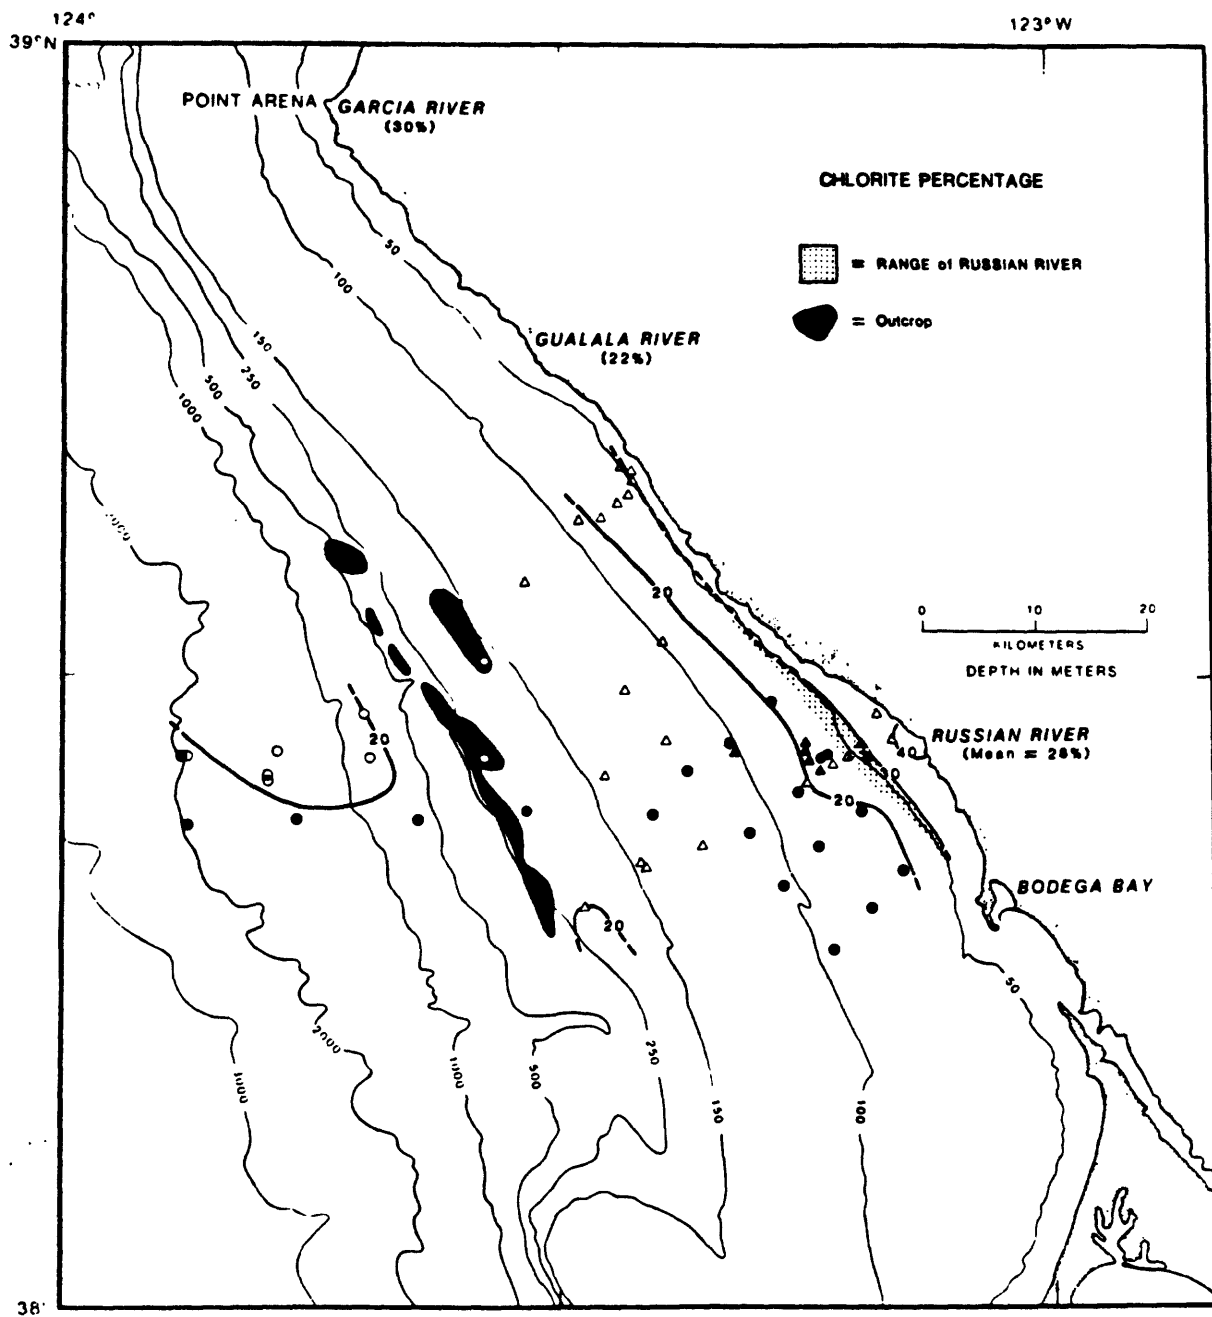 124°
123°W
39°N
POINT ARENA
GARCIA RIVER
(30%)
CHLORITE PERCENTAGE
50
= RANGE of RUSSIAN RIVER
100
= Outcrop
150
GUALALA RIVER
(22%)
250
500
1000
20
0 10 20
KILOMETERS
DEPTH IN METERS
RUSSIAN RIVER
(Mean = 28%)
20
40
30
20
BODEGA BAY
20
50
2000
250
1000
500
150
100
38'